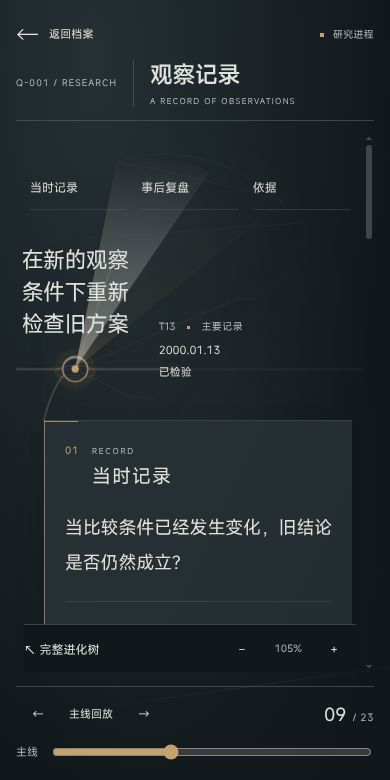 ← 返回档案
研究进程
Q-001 / RESEARCH
观察记录
A RECORD OF OBSERVATIONS
当时记录
事后复盘
依据
在新的观察
条件下重新
检查旧方案
T13 ▪ 主要记录
2000.01.13
已检验
01 RECORD
当时记录
当比较条件已经发生变化，旧结论
是否仍然成立？
↖ 完整进化树
− 105% +
← 主线回放 →
09 / 23
主线